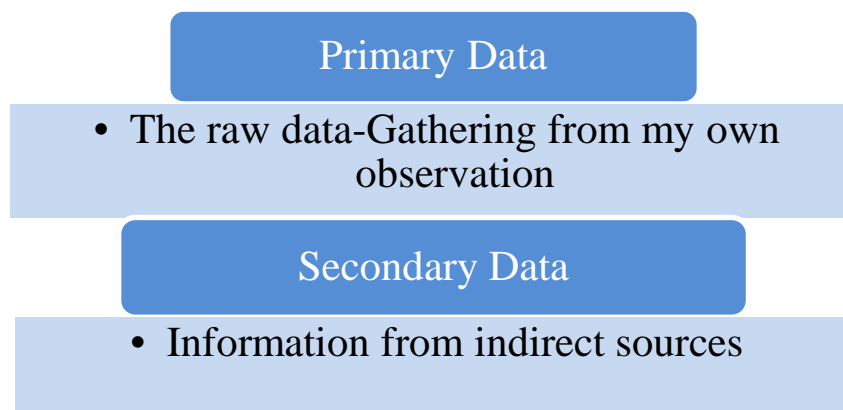 Primary Data
• The raw data-Gathering from my own
observation
Secondary Data
• Information from indirect sources